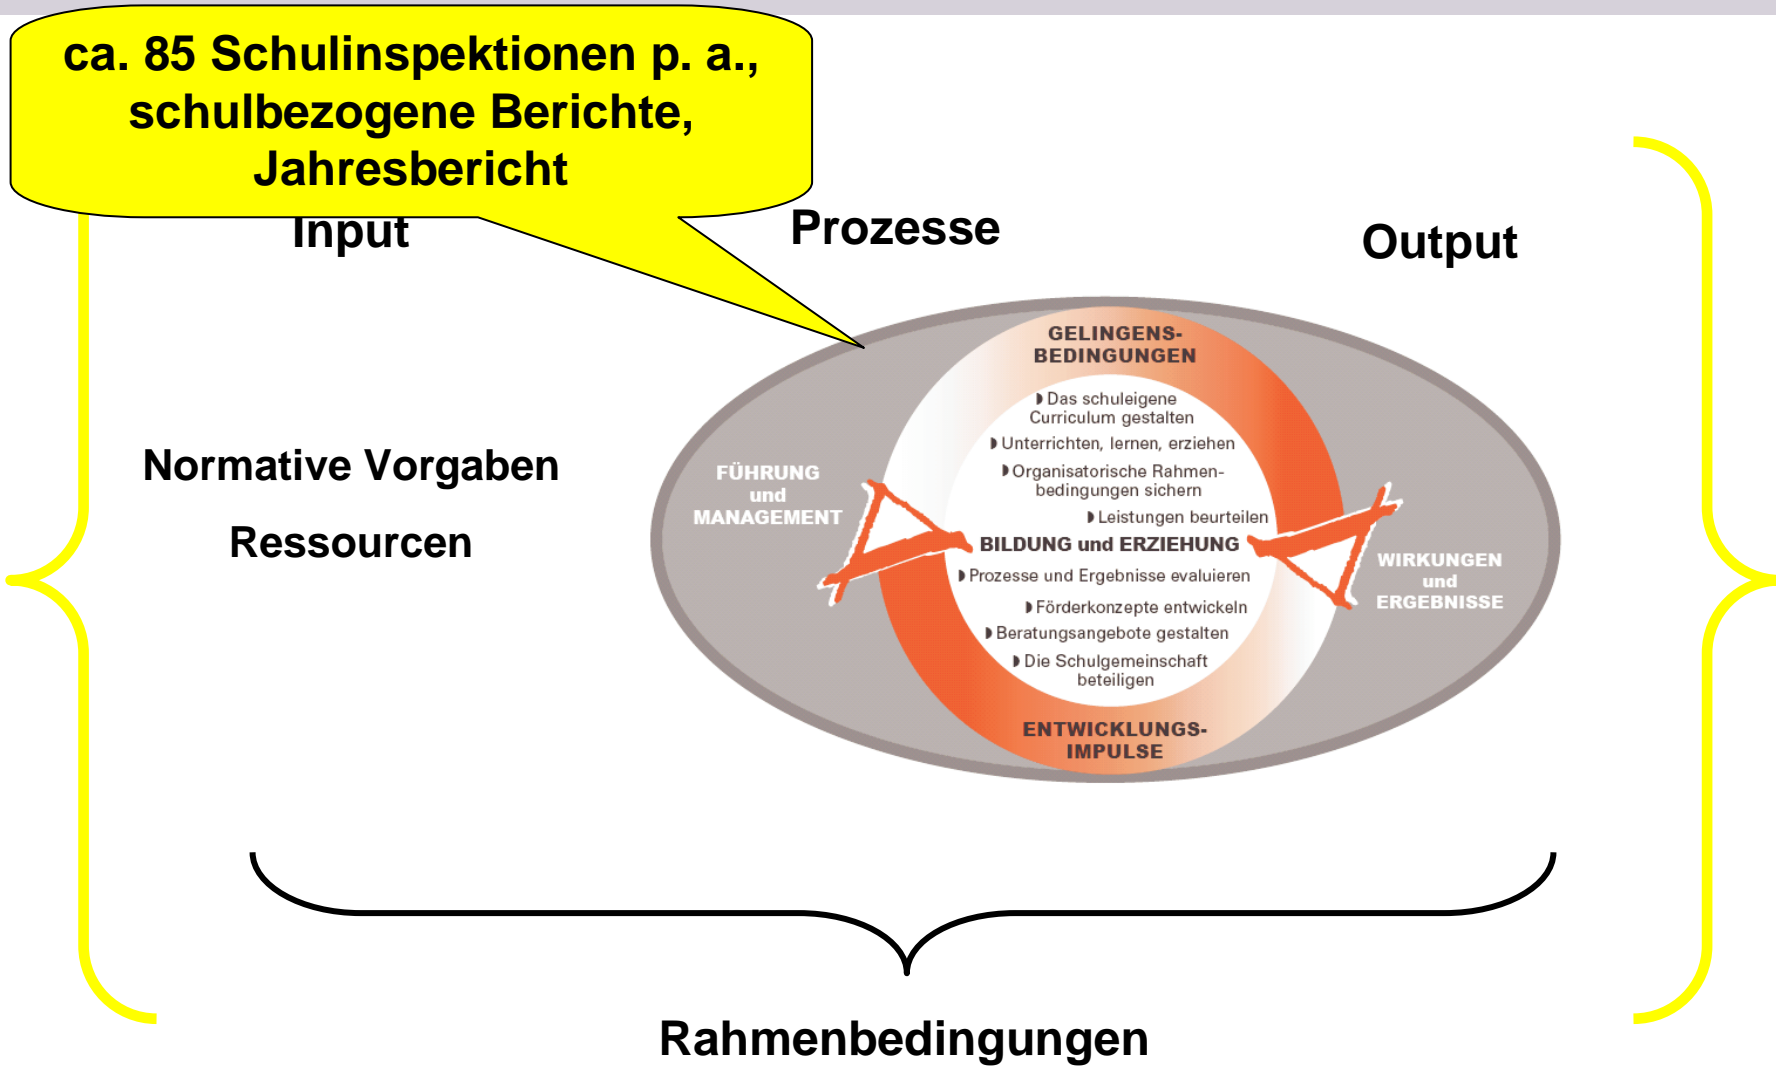 ca. 85 Schulinspektionen p. a.,
schulbezogene Berichte,
Jahresbericht
Input
Prozesse
Output
Normative Vorgaben
Ressourcen
GELINGENS-
BEDINGUNGEN
◗ Das schuleigene
Curriculum gestalten
◗ Unterrichten, lernen, erziehen
◗ Organisatorische Rahmen-
bedingungen sichern
◗ Leistungen beurteilen
BILDUNG und ERZIEHUNG
◗ Prozesse und Ergebnisse evaluieren
◗ Förderkonzepte entwickeln
◗ Beratungsangebote gestalten
◗ Die Schulgemeinschaft
beteiligen
FÜHRUNG
und
MANAGEMENT
WIRKUNGEN
und
ERGEBNISSE
ENTWICKLUNGS-
IMPULSE
Rahmenbedingungen